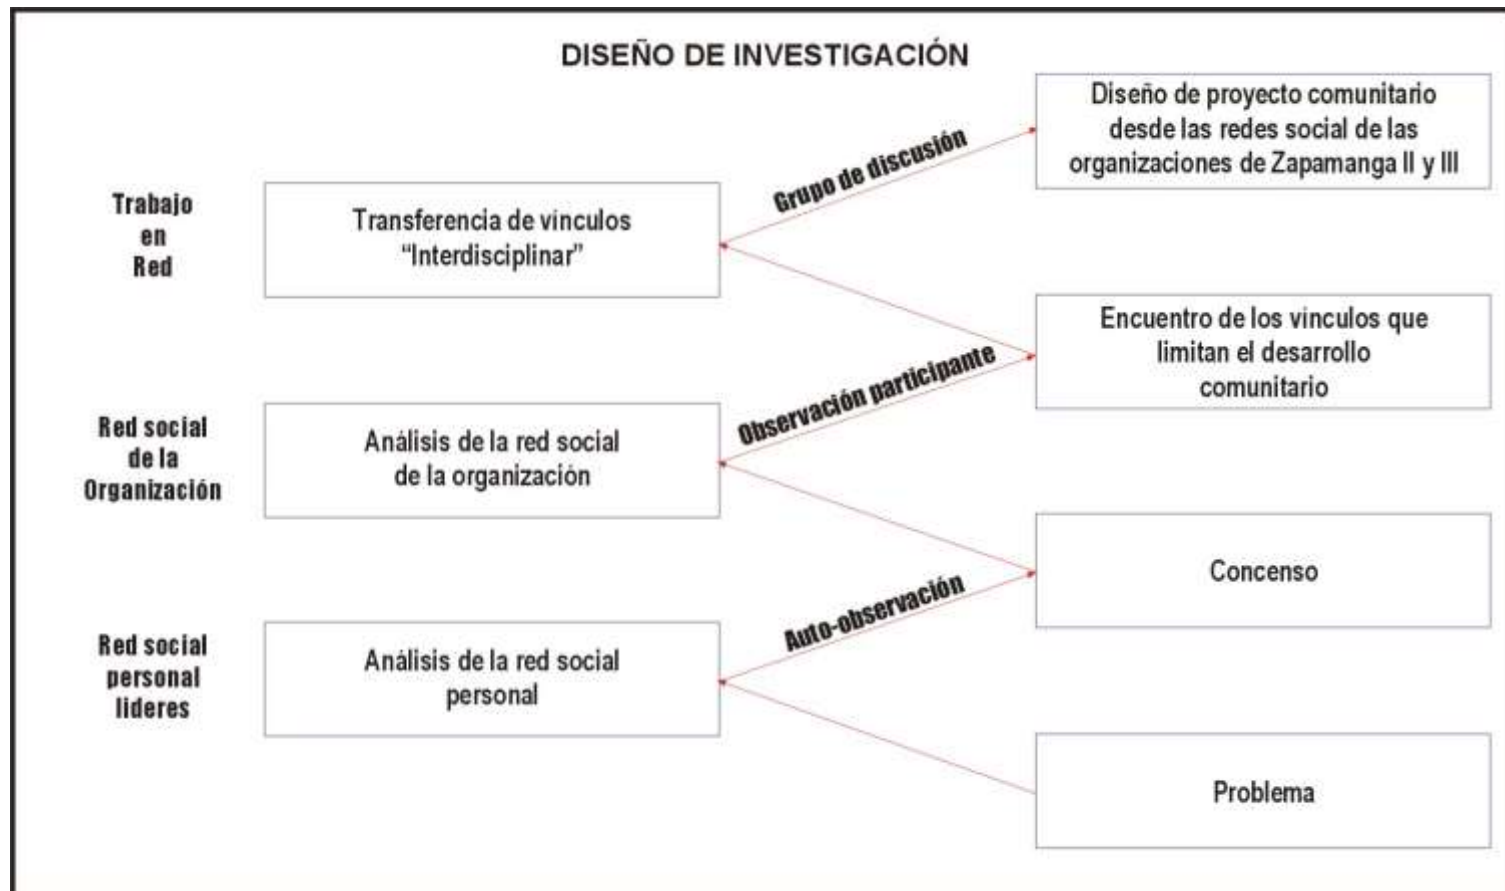 DISEÑO DE INVESTIGACIÓN
Diseño de proyecto comunitario
desde las redes social de las
organizaciones de Zapamanga II y III
Grupo de discusión
Trabajo
en
Red
Transferencia de vinculos
“Interdisciplinar”
Encuentro de los vinculos que
limitan el desarrollo
comunitario
Observación participante
Red social
de la
Organización
Análisis de la red social
de la organización
Concenso
Auto-observación
Red social
personal
lideres
Análisis de la red social
personal
Problema